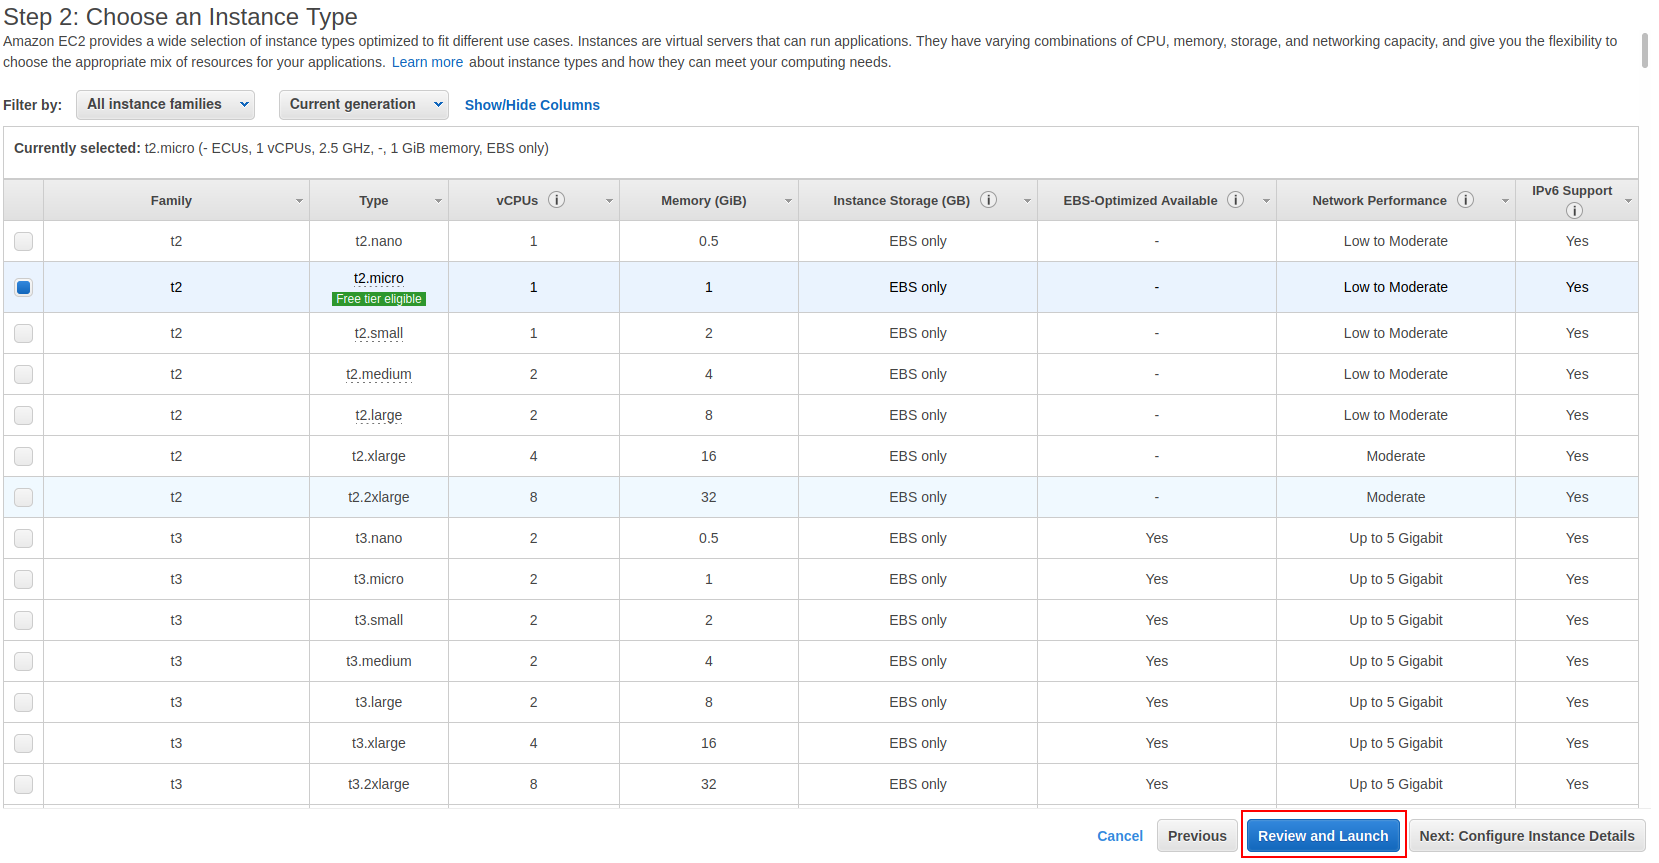 Step 2: Choose an Instance Type
Amazon EC2 provides a wide selection of instance types optimized to fit different use cases. Instances are virtual servers that can run applications. They have varying combinations of CPU, memory, storage, and networking capacity, and give you the flexibility to
choose the appropriate mix of resources for your applications. Learn more about instance types and how they can meet your computing needs.
Filter by: All instance families Current generation Show/Hide Columns
Currently selected: t2.micro (- ECUs, 1 vCPUs, 2.5 GHz, -, 1 GiB memory, EBS only)
Family Type vCPUs i Memory (GiB) Instance Storage (GB) i EBS-Optimized Available i Network Performance i IPv6 Support i
t2 t2.nano 1 0.5 EBS only - Low to Moderate Yes
t2 t2.micro 1 1 EBS only - Low to Moderate Yes
Free tier eligible
t2 t2.small 1 2 EBS only - Low to Moderate Yes
t2 t2.medium 2 4 EBS only - Low to Moderate Yes
t2 t2.large 2 8 EBS only - Low to Moderate Yes
t2 t2.xlarge 4 16 EBS only - Moderate Yes
t2 t2.2xlarge 8 32 EBS only - Moderate Yes
t3 t3.nano 2 0.5 EBS only Yes Up to 5 Gigabit Yes
t3 t3.micro 2 1 EBS only Yes Up to 5 Gigabit Yes
t3 t3.small 2 2 EBS only Yes Up to 5 Gigabit Yes
t3 t3.medium 2 4 EBS only Yes Up to 5 Gigabit Yes
t3 t3.large 2 8 EBS only Yes Up to 5 Gigabit Yes
t3 t3.xlarge 4 16 EBS only Yes Up to 5 Gigabit Yes
t3 t3.2xlarge 8 32 EBS only Yes Up to 5 Gigabit Yes
Cancel Previous Review and Launch Next: Configure Instance Details